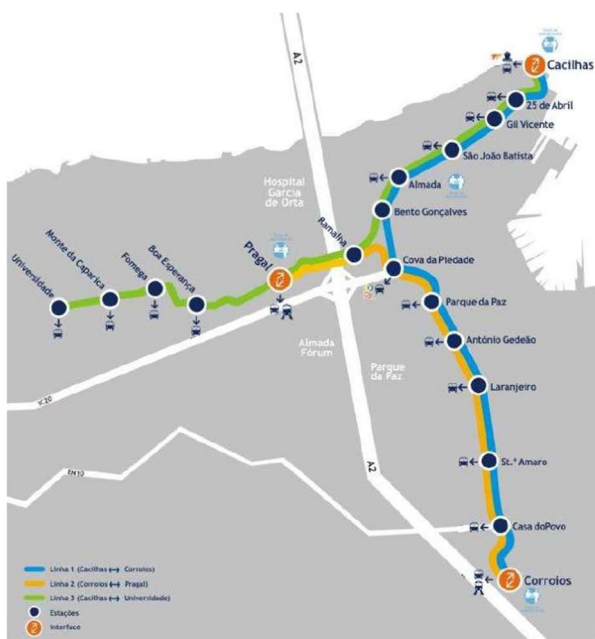 A2
Cacilhas
25 de Abril
Gil Vicente
São João Batista
Almada
Hospital
Garcia
de Orta
Bento Gonçalves
Ramalha
Pragal
Cova da Piedade
Boa Esperança
Fomega
Monte da Caparica
Universidade
Parque da Paz
António Gedeão
Almada
Fórum
Parque
da Paz
Laranjeiro
IC20
St.º Amaro
A2
EN10
Casa doPovo
Corroios
Linha 1 (Cacilhas ↔ Corroios)
Linha 2 (Corroios ↔ Pragal)
Linha 3 (Cacilhas ↔ Universidade)
Estações
Interface